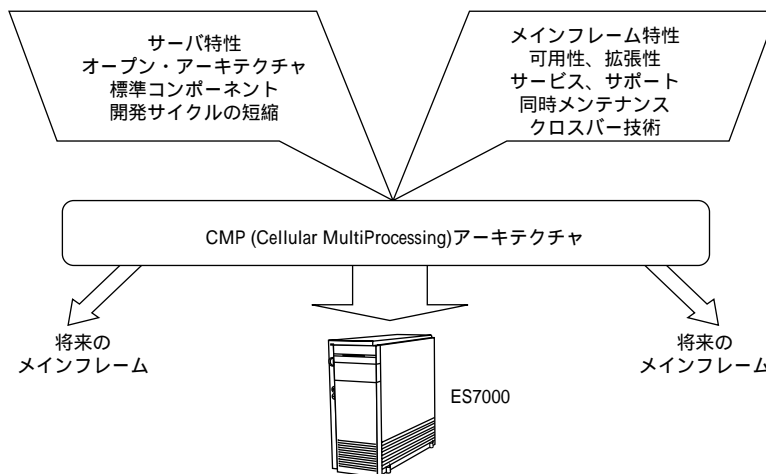 サーバ特性
オープン・アーキテクチャ
標準コンポーネント
開発サイクルの短縮
メインフレーム特性
可用性、拡張性
サービス、サポート
同時メンテナンス
クロスバー技術
CMP (Cellular MultiProcessing)アーキテクチャ
将来の
メインフレーム
ES7000
将来の
メインフレーム